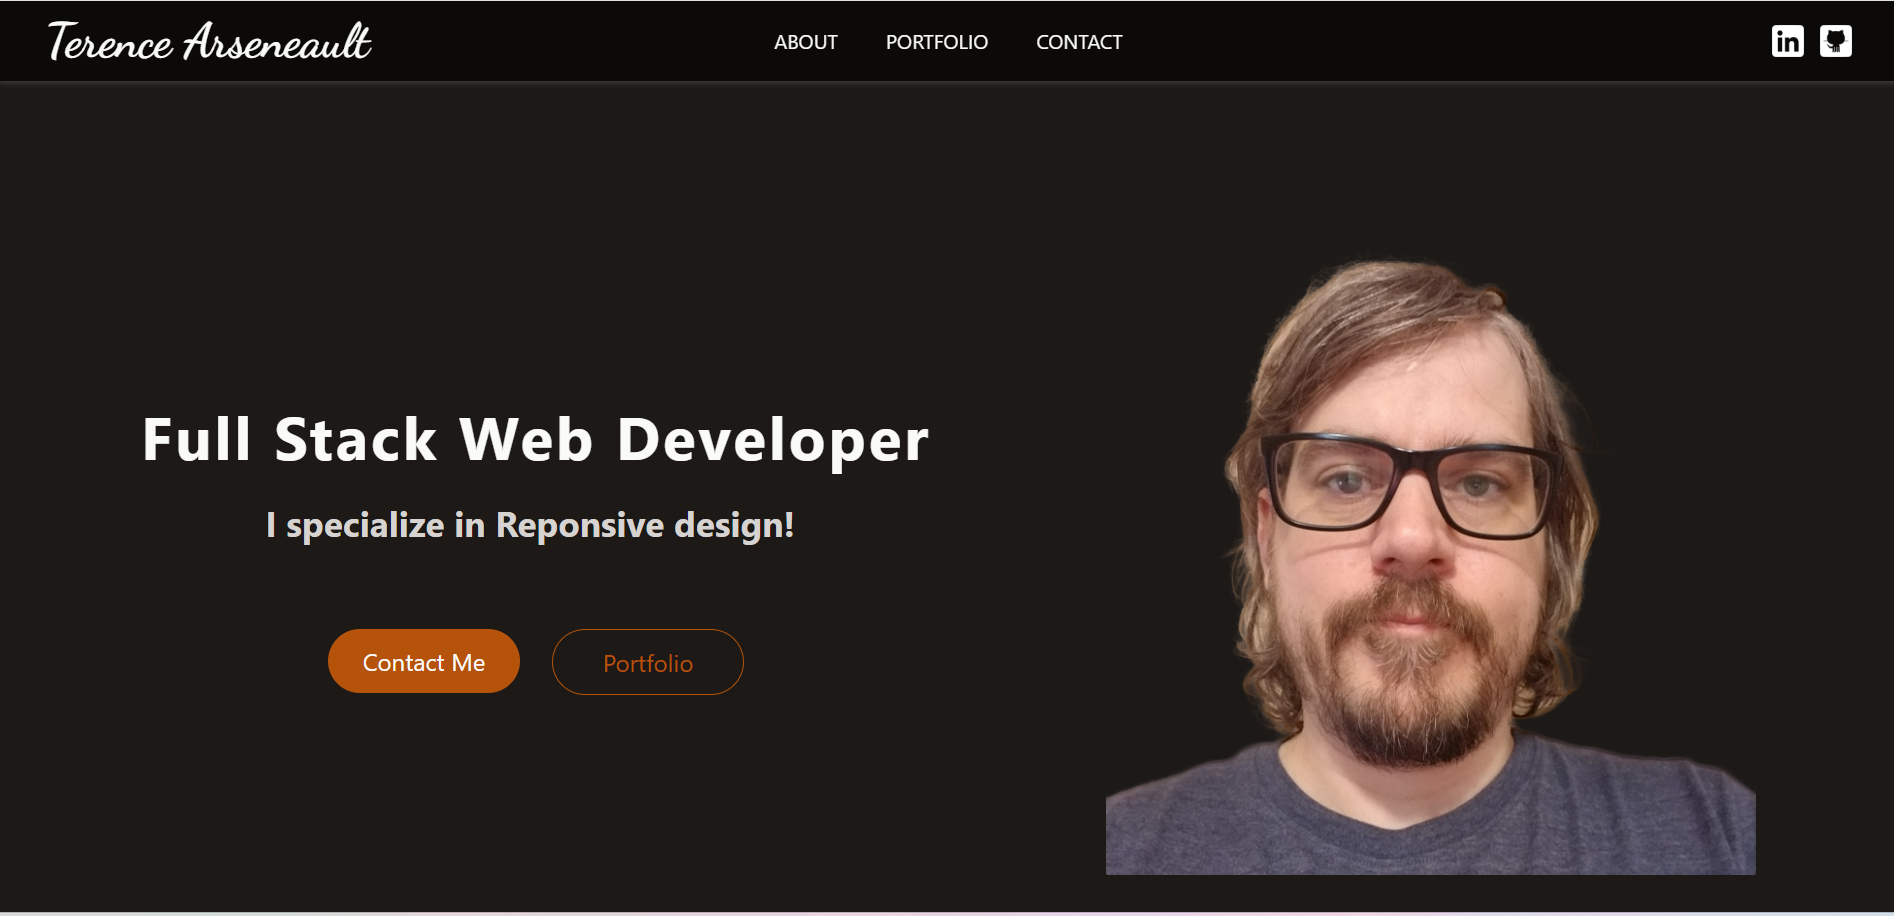 Terence Arseneault
ABOUT PORTFOLIO CONTACT
in
Full Stack Web Developer
I specialize in Reponsive design!
Contact Me
Portfolio